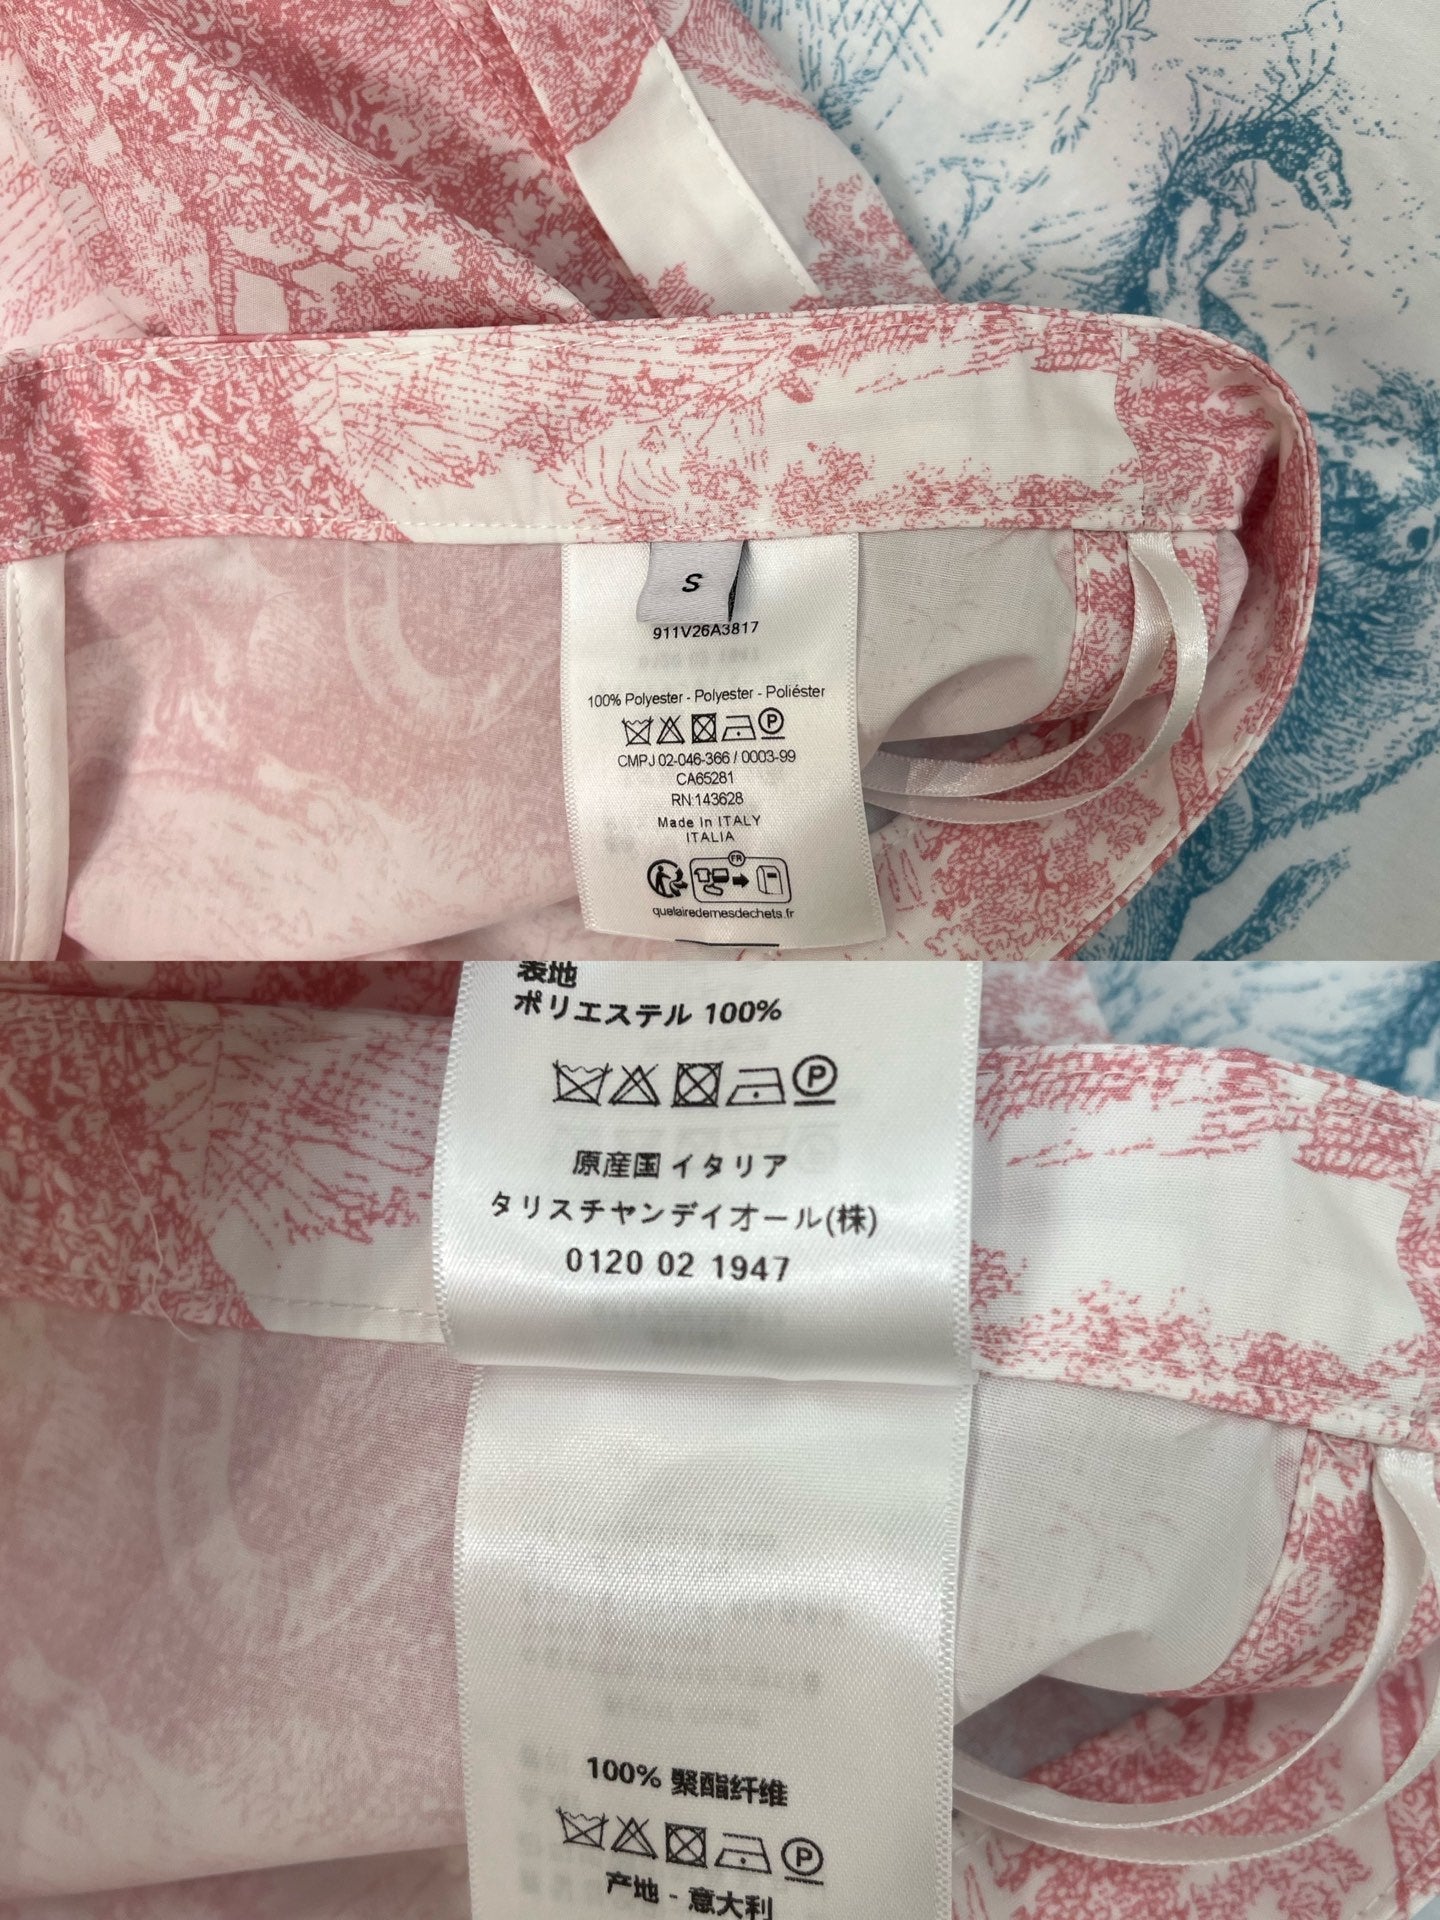 S
911V26A3817
100% Polyester - Polyester - Poliéster
P
CMPJ 02-046-366 / 0003-99
CA65281
RN:143628
Made In ITALY
ITALIA
FR
quelairedemesdechets.fr
表地
ポリエステル 100%
P
原産国 イタリア
タリスチャンディオール(株)
0120 02 1947
100% 聚酯纤维
P
产地 - 意大利